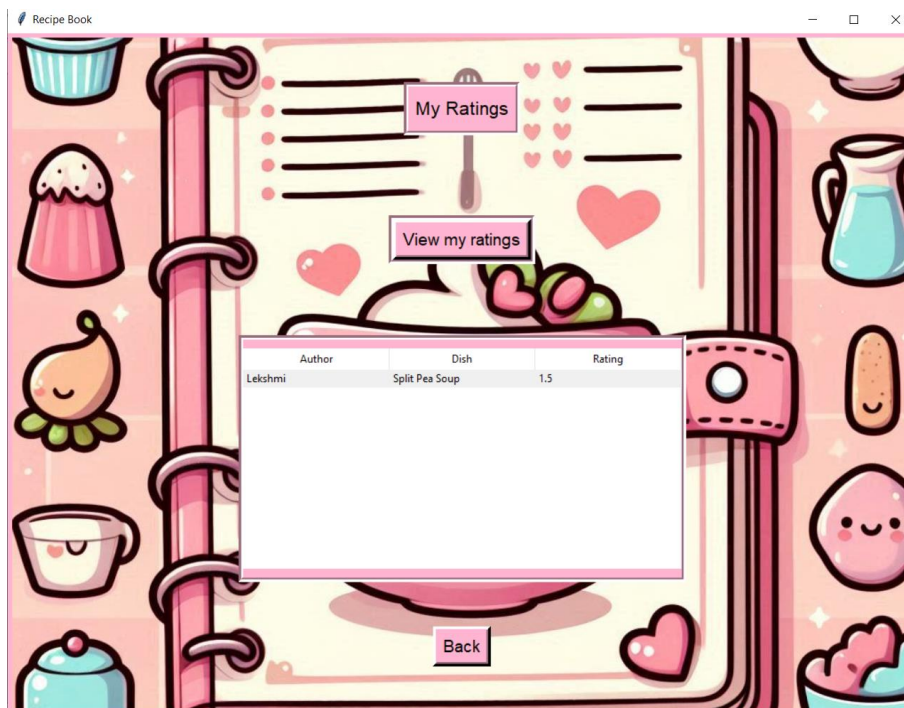 Recipe Book
My Ratings
View my ratings
Author Dish Rating
Lekshmi Split Pea Soup 1.5
Back